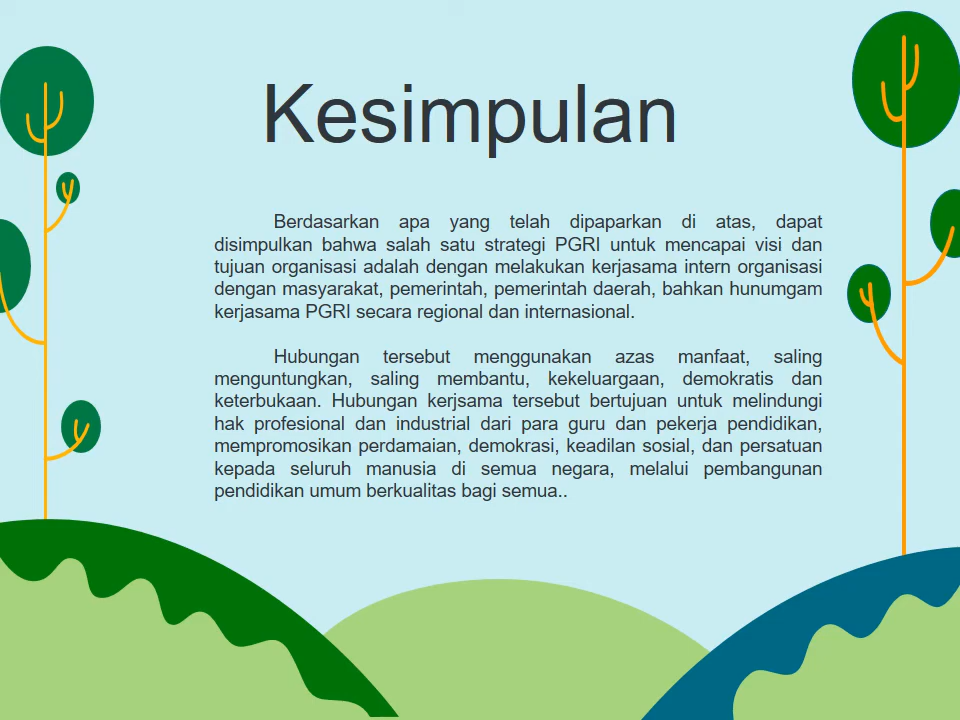 Kesimpulan
Berdasarkan apa yang telah dipaparkan di atas, dapat
disimpulkan bahwa salah satu strategi PGRI untuk mencapai visi dan
tujuan organisasi adalah dengan melakukan kerjasama intern organisasi
dengan masyarakat, pemerintah, pemerintah daerah, bahkan hunumgam
kerjasama PGRI secara regional dan internasional.
Hubungan tersebut menggunakan azas manfaat, saling
menguntungkan, saling membantu, kekeluargaan, demokratis dan
keterbukaan. Hubungan kerjsama tersebut bertujuan untuk melindungi
hak profesional dan industrial dari para guru dan pekerja pendidikan,
mempromosikan perdamaian, demokrasi, keadilan sosial, dan persatuan
kepada seluruh manusia di semua negara, melalui pembangunan
pendidikan umum berkualitas bagi semua..